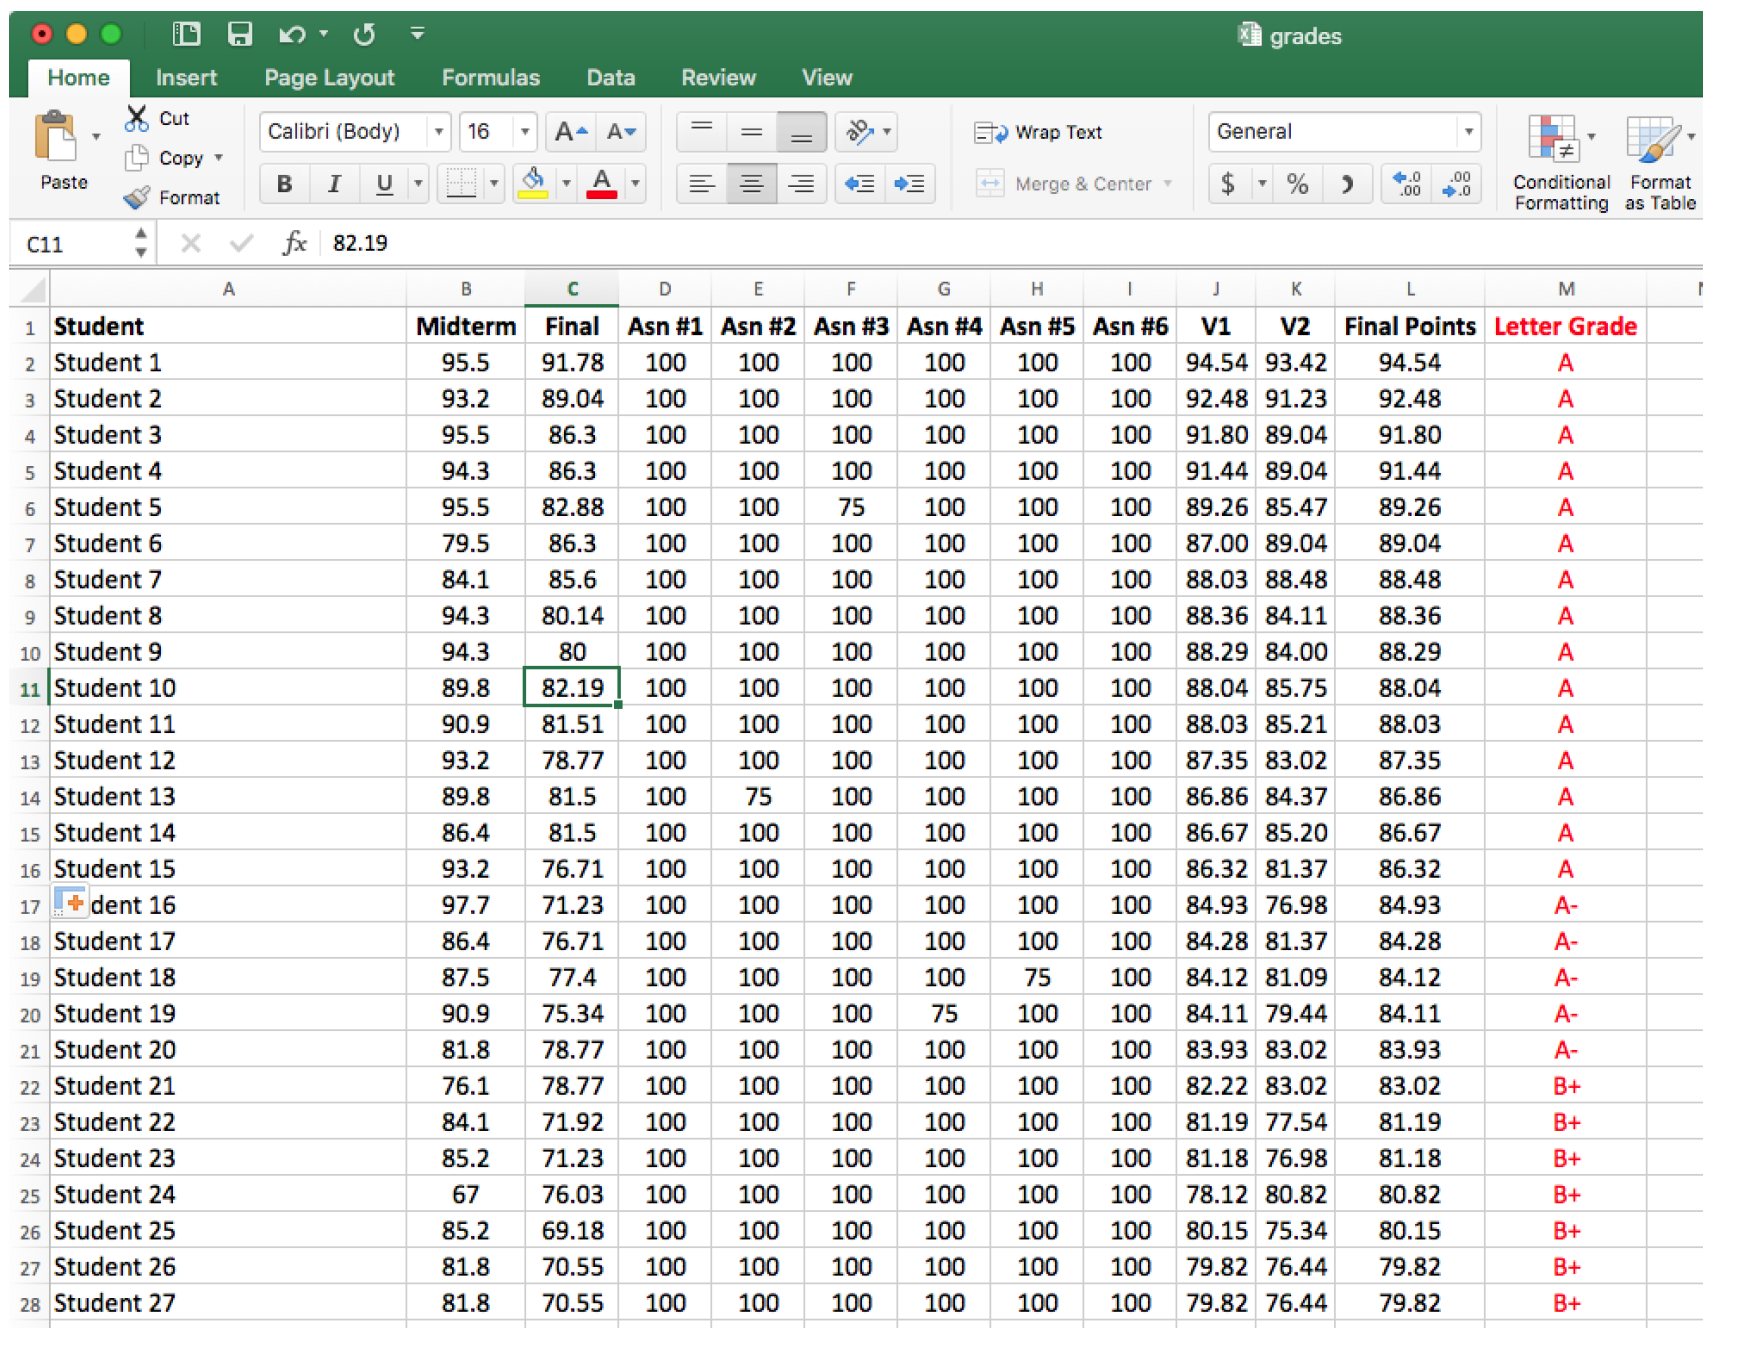 grades
Home Insert Page Layout Formulas Data Review View
Cut
Calibri (Body) 16 A A Wrap Text General
Copy
Paste Format B I U A Merge & Center $ % .0 .00 .00 .0 Conditional Formatting Format as Table
C11 fx 82.19
A B C D E F G H I J K L M
1 Student Midterm Final Asn #1 Asn #2 Asn #3 Asn #4 Asn #5 Asn #6 V1 V2 Final Points Letter Grade
2 Student 1 95.5 91.78 100 100 100 100 100 100 94.54 93.42 94.54 A
3 Student 2 93.2 89.04 100 100 100 100 100 100 92.48 91.23 92.48 A
4 Student 3 95.5 86.3 100 100 100 100 100 100 91.80 89.04 91.80 A
5 Student 4 94.3 86.3 100 100 100 100 100 100 91.44 89.04 91.44 A
6 Student 5 95.5 82.88 100 100 75 100 100 100 89.26 85.47 89.26 A
7 Student 6 79.5 86.3 100 100 100 100 100 100 87.00 89.04 89.04 A
8 Student 7 84.1 85.6 100 100 100 100 100 100 88.03 88.48 88.48 A
9 Student 8 94.3 80.14 100 100 100 100 100 100 88.36 84.11 88.36 A
10 Student 9 94.3 80 100 100 100 100 100 100 88.29 84.00 88.29 A
11 Student 10 89.8 82.19 100 100 100 100 100 100 88.04 85.75 88.04 A
12 Student 11 90.9 81.51 100 100 100 100 100 100 88.03 85.21 88.03 A
13 Student 12 93.2 78.77 100 100 100 100 100 100 87.35 83.02 87.35 A
14 Student 13 89.8 81.5 100 75 100 100 100 100 86.86 84.37 86.86 A
15 Student 14 86.4 81.5 100 100 100 100 100 100 86.67 85.20 86.67 A
16 Student 15 93.2 76.71 100 100 100 100 100 100 86.32 81.37 86.32 A
17 dent 16 97.7 71.23 100 100 100 100 100 100 84.93 76.98 84.93 A-
18 Student 17 86.4 76.71 100 100 100 100 100 100 84.28 81.37 84.28 A-
19 Student 18 87.5 77.4 100 100 100 100 75 100 84.12 81.09 84.12 A-
20 Student 19 90.9 75.34 100 100 100 75 100 100 84.11 79.44 84.11 A-
21 Student 20 81.8 78.77 100 100 100 100 100 100 83.93 83.02 83.93 A-
22 Student 21 76.1 78.77 100 100 100 100 100 100 82.22 83.02 83.02 B+
23 Student 22 84.1 71.92 100 100 100 100 100 100 81.19 77.54 81.19 B+
24 Student 23 85.2 71.23 100 100 100 100 100 100 81.18 76.98 81.18 B+
25 Student 24 67 76.03 100 100 100 100 100 100 78.12 80.82 80.82 B+
26 Student 25 85.2 69.18 100 100 100 100 100 100 80.15 75.34 80.15 B+
27 Student 26 81.8 70.55 100 100 100 100 100 100 79.82 76.44 79.82 B+
28 Student 27 81.8 70.55 100 100 100 100 100 100 79.82 76.44 79.82 B+